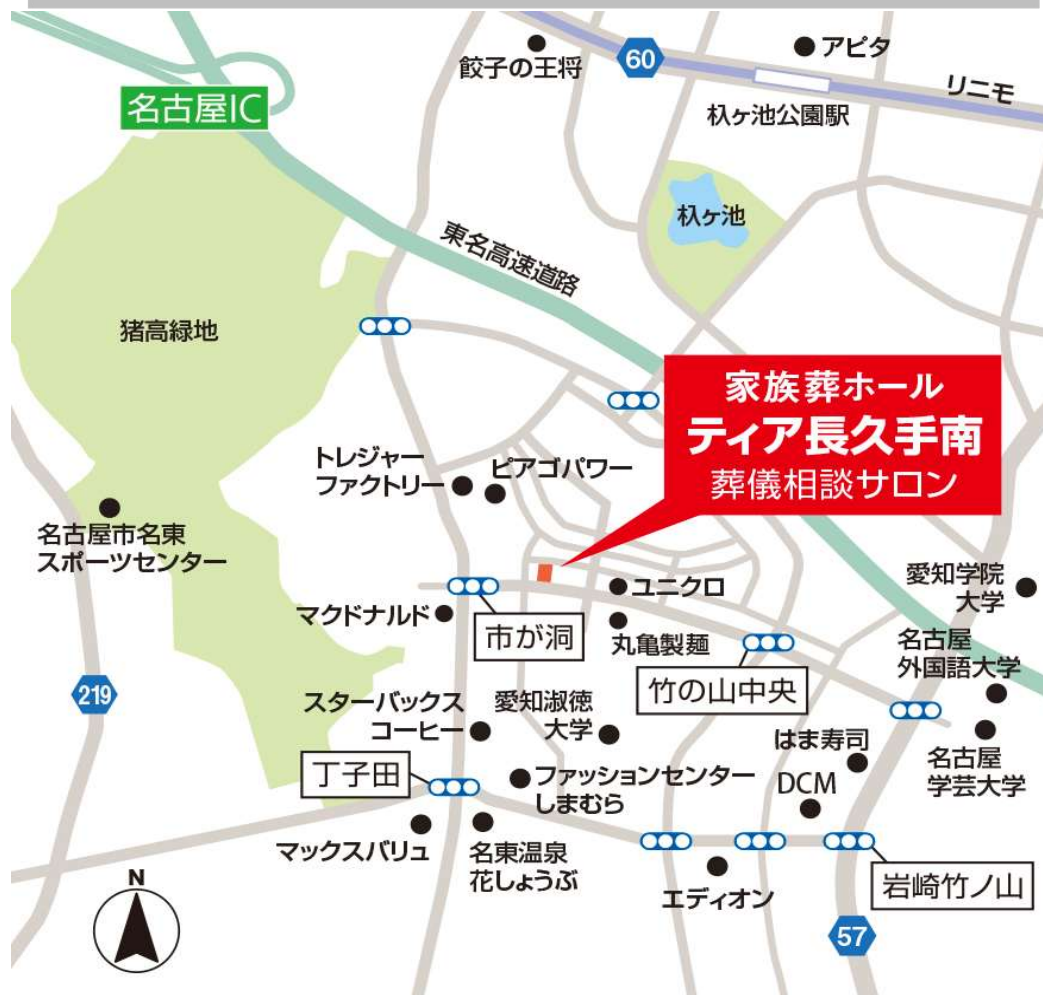 餃子の王将
60
アピタ
リニモ
名古屋IC
杁ヶ池公園駅
杁ヶ池
東名高速道路
猪高緑地
家族葬ホール
ティア長久手南
葬儀相談サロン
トレジャー
ファクトリー
ピアゴパワー
名古屋市名東
スポーツセンター
ユニクロ
愛知学院
大学
マクドナルド
市が洞
丸亀製麺
名古屋
外国語大学
竹の山中央
219
スターバックス
コーヒー
愛知淑徳
大学
はま寿司
名古屋
学芸大学
丁子田
ファッションセンター
しまむら
DCM
マックスバリュ
名東温泉
花しょうぶ
エディオン
岩崎竹ノ山
N
57